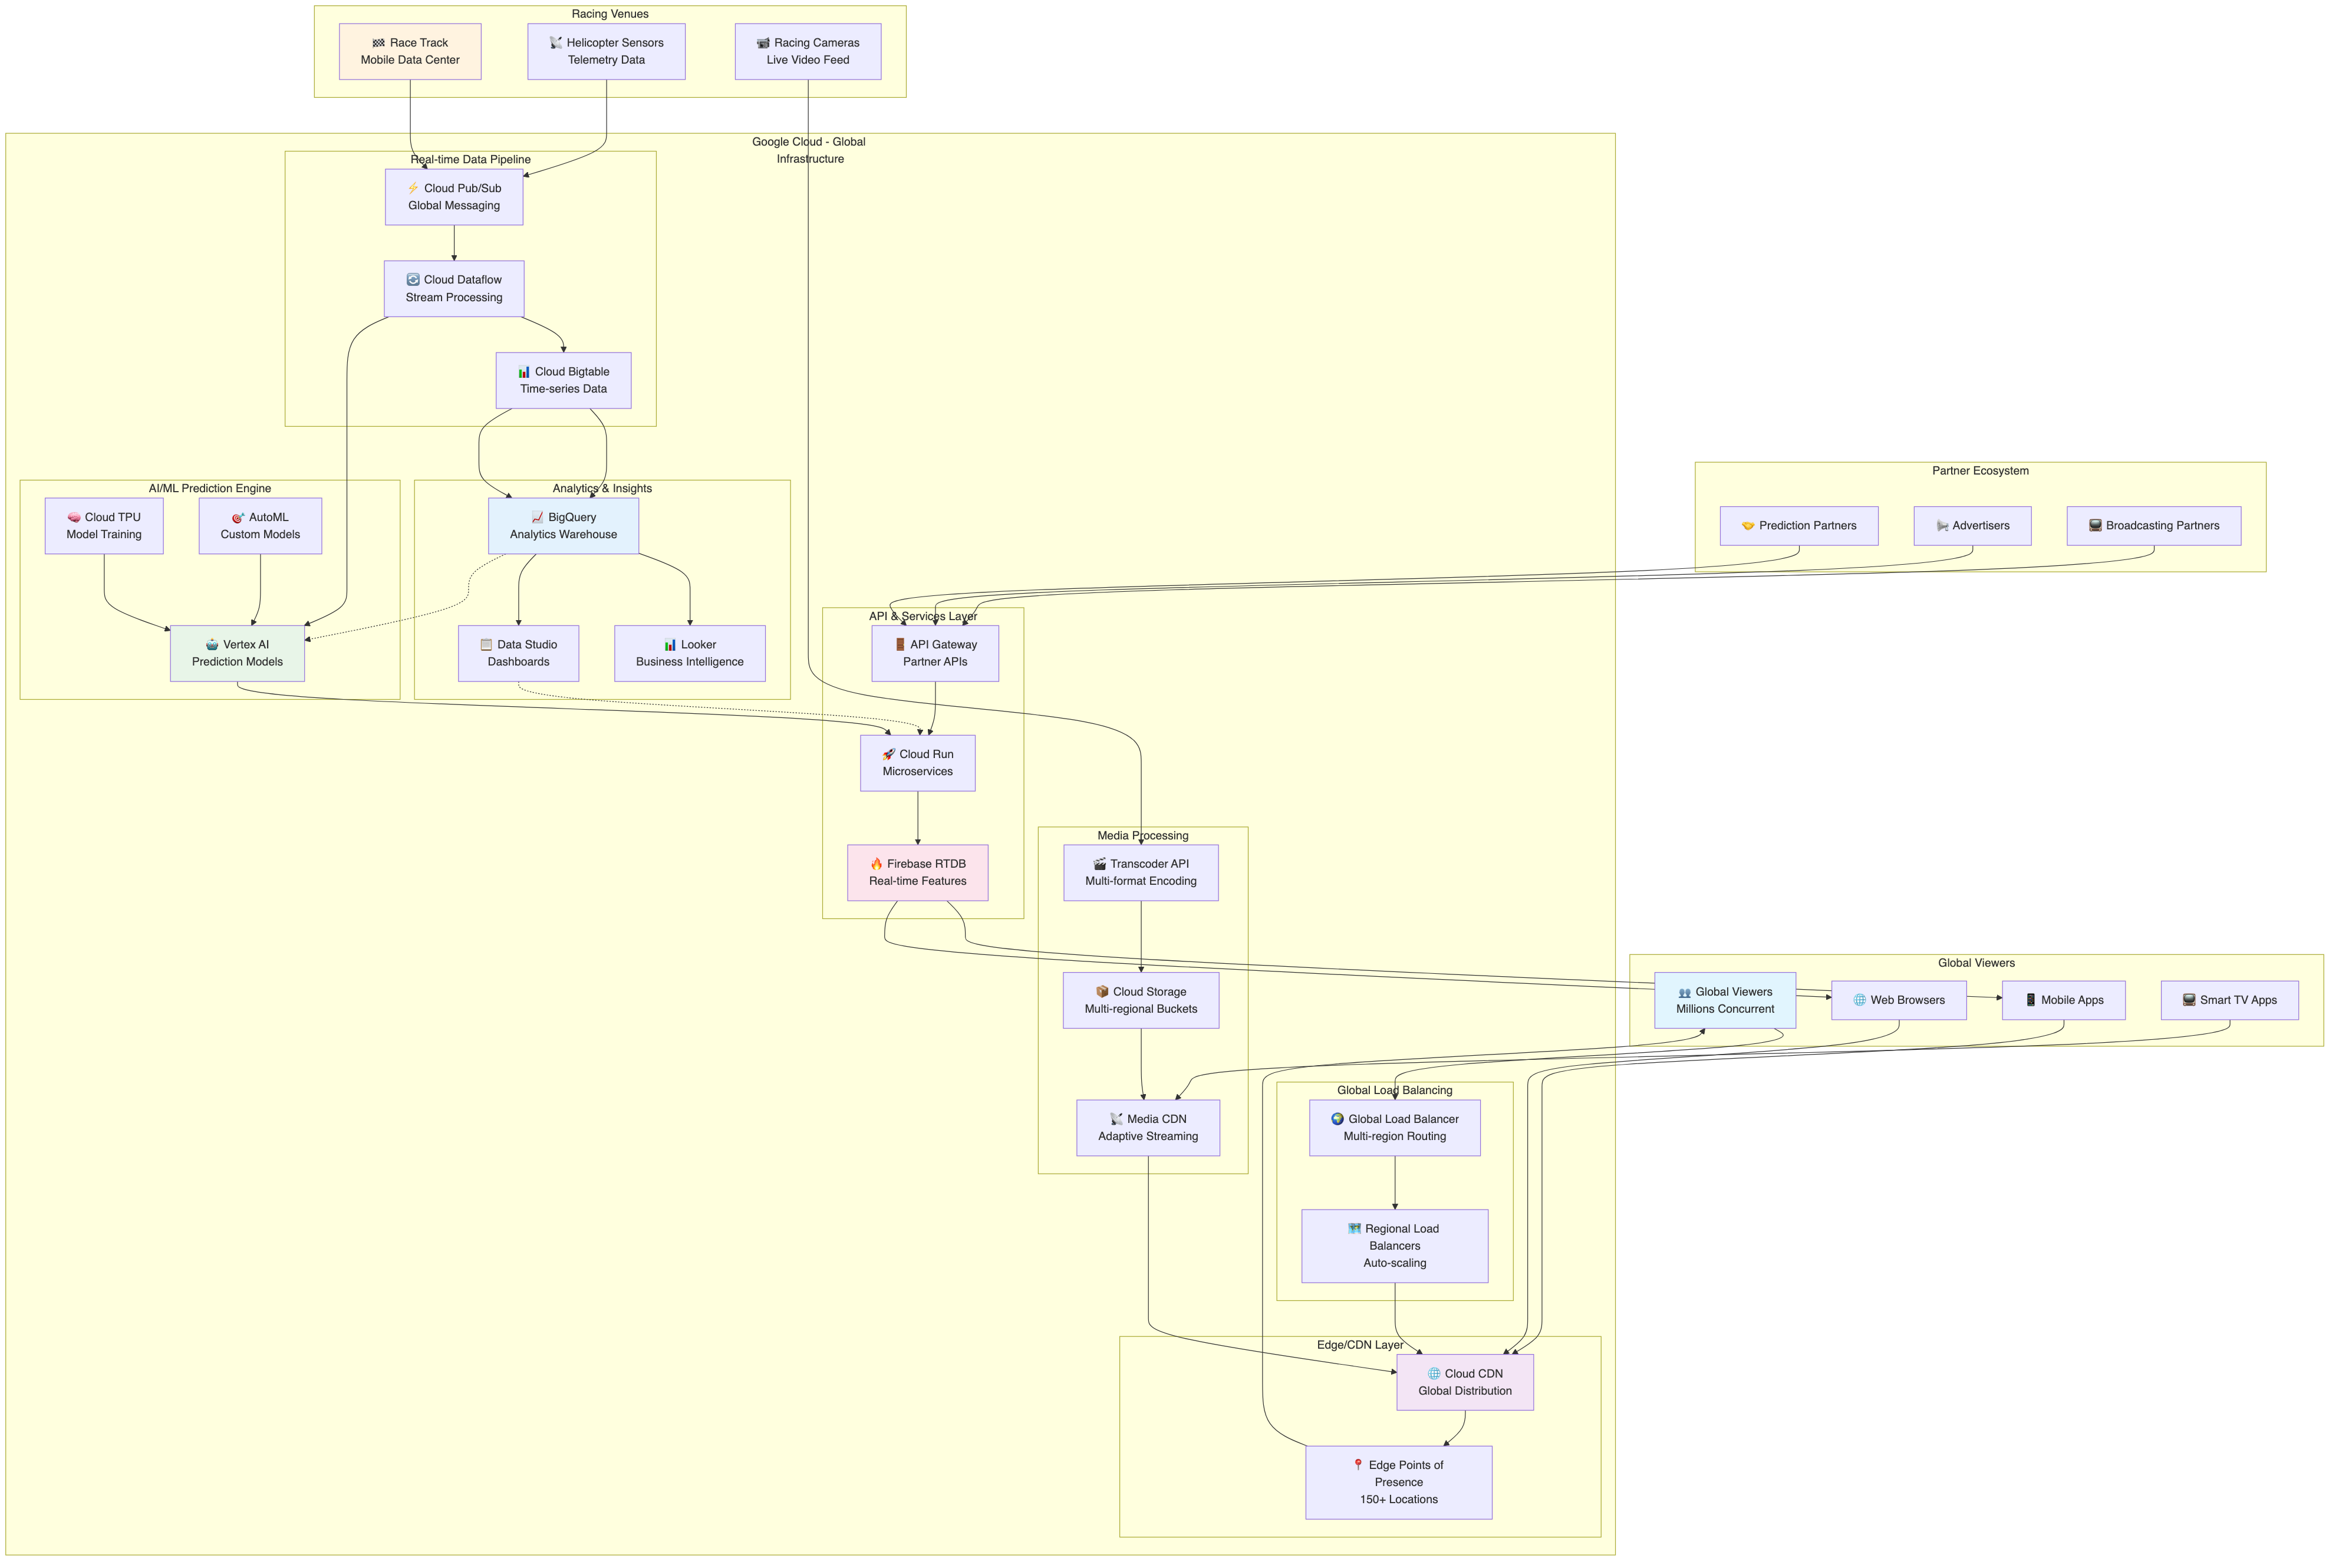 Racing Venues
🏁 Race Track
Mobile Data Center
📡 Helicopter Sensors
Telemetry Data
📹 Racing Cameras
Live Video Feed
Google Cloud - Global
Infrastructure
Real-time Data Pipeline
⚡ Cloud Pub/Sub
Global Messaging
🔄 Cloud Dataflow
Stream Processing
📊 Cloud Bigtable
Time-series Data
Partner Ecosystem
🤝 Prediction Partners
📢 Advertisers
📺 Broadcasting Partners
AI/ML Prediction Engine
🧠 Cloud TPU
Model Training
🎯 AutoML
Custom Models
🤖 Vertex AI
Prediction Models
Analytics & Insights
📈 BigQuery
Analytics Warehouse
📋 Data Studio
Dashboards
📊 Looker
Business Intelligence
API & Services Layer
🚪 API Gateway
Partner APIs
🚀 Cloud Run
Microservices
🔥 Firebase RTDB
Real-time Features
Media Processing
🎬 Transcoder API
Multi-format Encoding
📦 Cloud Storage
Multi-regional Buckets
📡 Media CDN
Adaptive Streaming
Global Viewers
👥 Global Viewers
Millions Concurrent
🌐 Web Browsers
📱 Mobile Apps
📺 Smart TV Apps
Global Load Balancing
🌍 Global Load Balancer
Multi-region Routing
🗺️ Regional Load
Balancers
Auto-scaling
Edge/CDN Layer
🌐 Cloud CDN
Global Distribution
📍 Edge Points of
Presence
150+ Locations